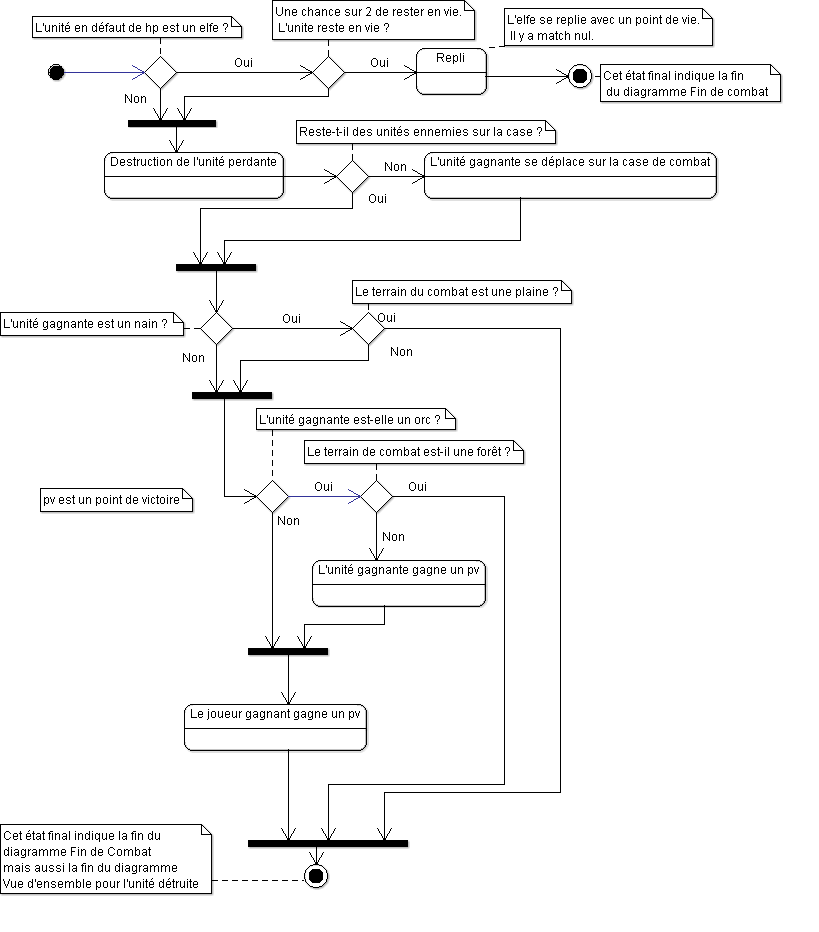 L'unité en défaut de hp est un elfe ?
Une chance sur 2 de rester en vie.
L'unite reste en vie ?
L'elfe se replie avec un point de vie.
Il y a match nul.
Oui
Oui
Repli
Cet état final indique la fin
du diagramme Fin de combat
Non
Reste-t-il des unités ennemies sur la case ?
Destruction de l'unité perdante
Non
L'unité gagnante se déplace sur la case de combat
Oui
Le terrain du combat est une plaine ?
L'unité gagnante est un nain ?
Oui
Oui
Non
Non
L'unité gagnante est-elle un orc ?
Le terrain de combat est-il une forêt ?
pv est un point de victoire
Oui
Oui
Non
Non
L'unité gagnante gagne un pv
Le joueur gagnant gagne un pv
Cet état final indique la fin du
diagramme Fin de Combat
mais aussi la fin du diagramme
Vue d'ensemble pour l'unité détruite